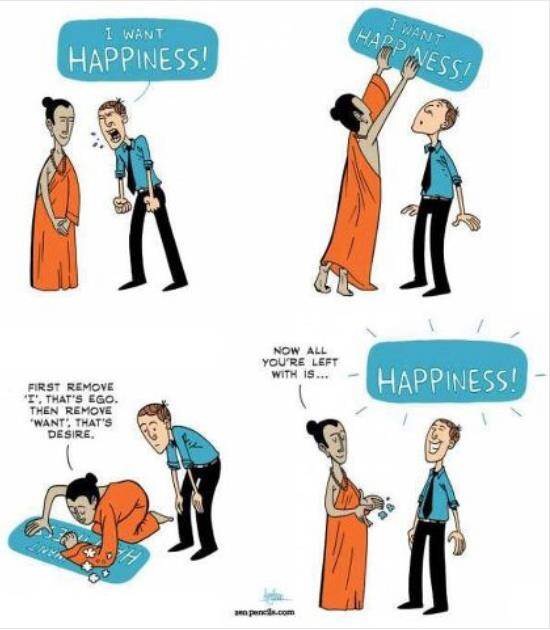 I WANT
HAPPINESS!
I WANT
HAPPINESS!
FIRST REMOVE
'I', THAT'S EGO.
THEN REMOVE
'WANT', THAT'S
DESIRE.
WANT
NOW ALL
YOU'RE LEFT
WITH IS...
HAPPINESS!
zenpencils.com